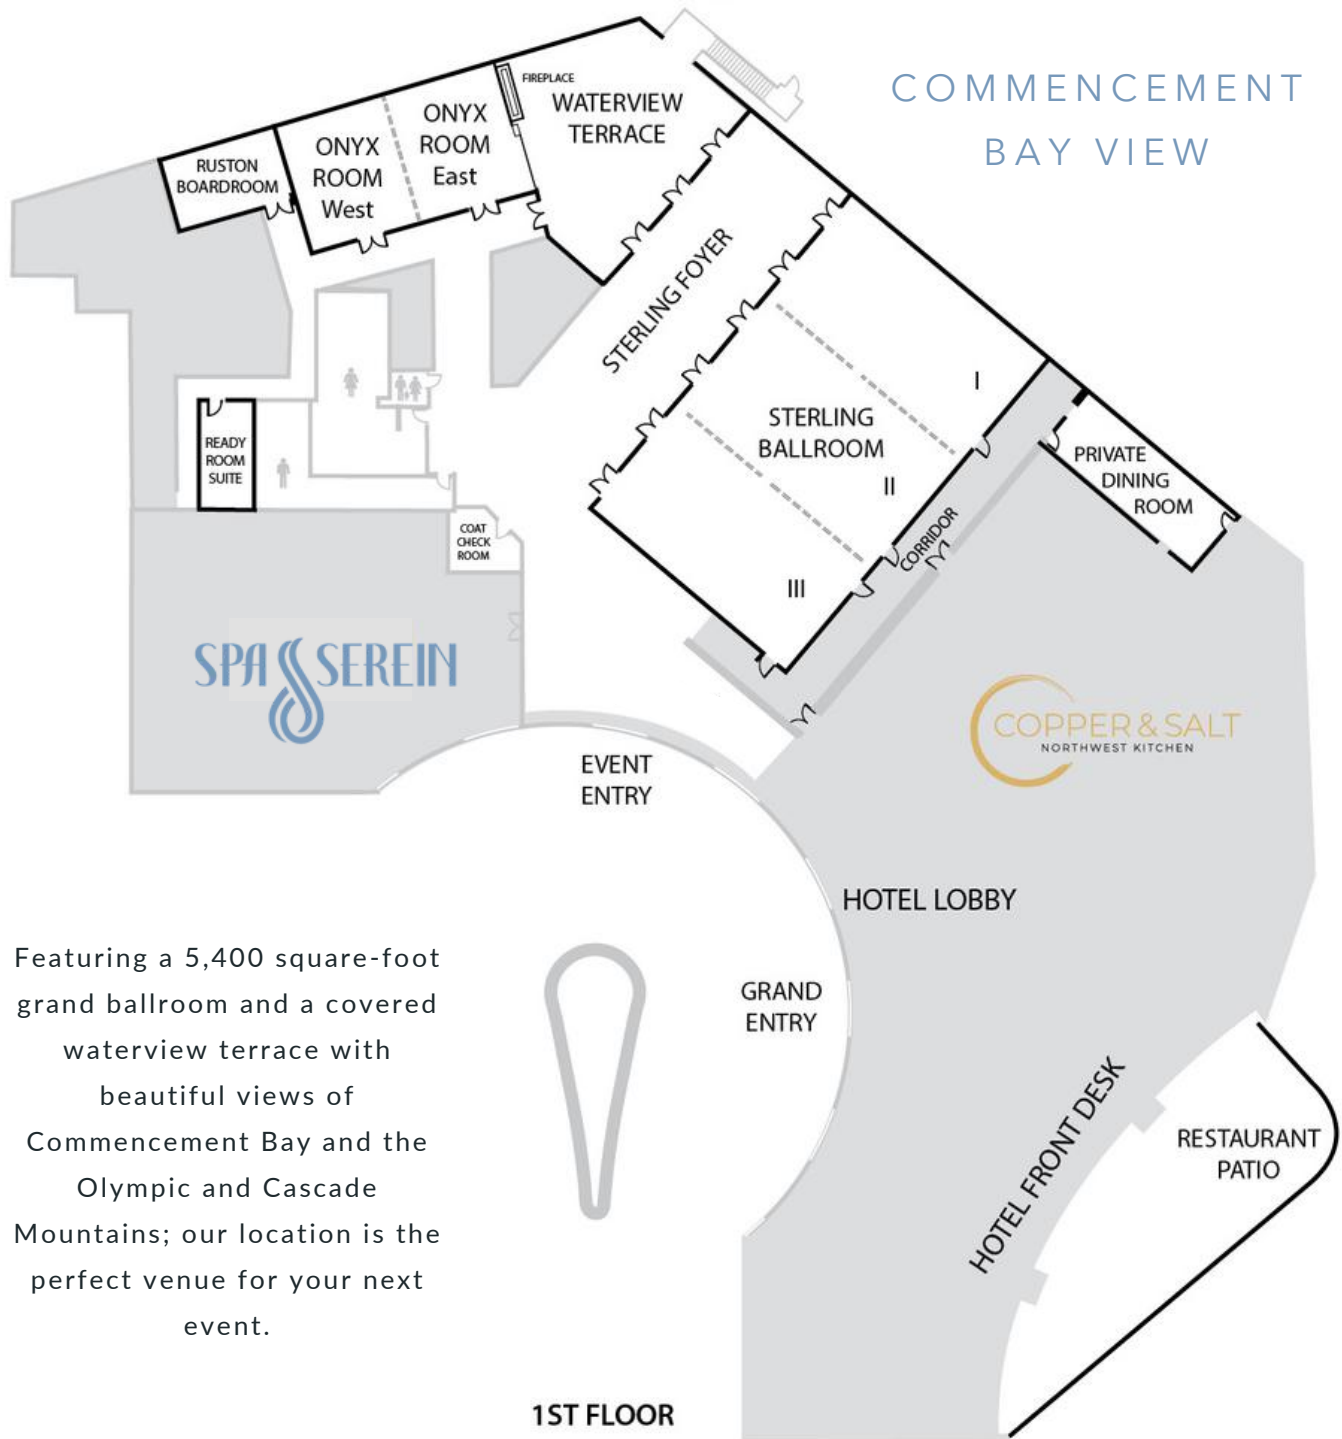 COMMENCEMENT
BAY VIEW
FIREPLACE
WATERVIEW
TERRACE
ONYX
ROOM
East
ONYX
ROOM
West
RUSTON
BOARDROOM
STERLING FOYER
I
STERLING
BALLROOM
II
III
CORRIDOR
PRIVATE
DINING
ROOM
READY
ROOM
SUITE
COAT
CHECK
ROOM
SPA SEREIN
COPPER & SALT
NORTHWEST KITCHEN
EVENT
ENTRY
HOTEL LOBBY
GRAND
ENTRY
HOTEL FRONT DESK
RESTAURANT
PATIO
Featuring a 5,400 square-foot
grand ballroom and a covered
waterview terrace with
beautiful views of
Commencement Bay and the
Olympic and Cascade
Mountains; our location is the
perfect venue for your next
event.
1ST FLOOR